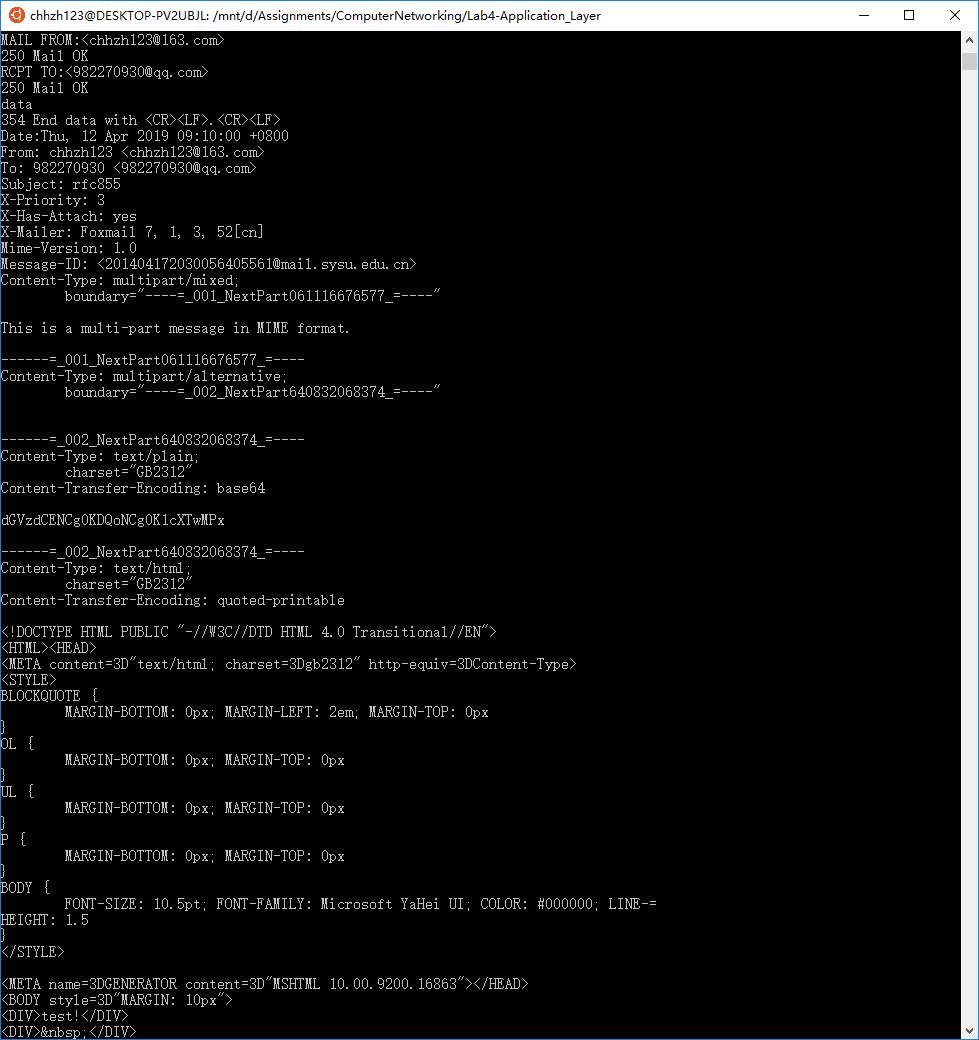 chhzh123@DESKTOP-PV2UBJL: /mnt/d/Assignments/ComputerNetworking/Lab4-Application_Layer
MAIL FROM:<chhzh123@163.com>
250 Mail OK
RCPT TO:<982270930@qq.com>
250 Mail OK
data
354 End data with <CR><LF>.<CR><LF>
Date:Thu, 12 Apr 2019 09:10:00 +0800
From: chhzh123 <chhzh123@163.com>
To: 982270930 <982270930@qq.com>
Subject: rfc855
X-Priority: 3
X-Has-Attach: yes
X-Mailer: Foxmail 7, 1, 3, 52[cn]
Mime-Version: 1.0
Message-ID: <201404172030056405561@mail.sysu.edu.cn>
Content-Type: multipart/mixed;
        boundary="----=_001_NextPart061116676577_=----"

This is a multi-part message in MIME format.

------=_001_NextPart061116676577_=----
Content-Type: multipart/alternative;
        boundary="----=_002_NextPart640832068374_=----"


------=_002_NextPart640832068374_=----
Content-Type: text/plain;
        charset="GB2312"
Content-Transfer-Encoding: base64

dGVzdCENCg0KDQoNCg0K1cXTwMPx

------=_002_NextPart640832068374_=----
Content-Type: text/html;
        charset="GB2312"
Content-Transfer-Encoding: quoted-printable

<!DOCTYPE HTML PUBLIC "-//W3C//DTD HTML 4.0 Transitional//EN">
<HTML><HEAD>
<META content=3D"text/html; charset=3Dgb2312" http-equiv=3DContent-Type>
<STYLE>
BLOCKQUOTE {
        MARGIN-BOTTOM: 0px; MARGIN-LEFT: 2em; MARGIN-TOP: 0px
}
OL {
        MARGIN-BOTTOM: 0px; MARGIN-TOP: 0px
}
UL {
        MARGIN-BOTTOM: 0px; MARGIN-TOP: 0px
}
P {
        MARGIN-BOTTOM: 0px; MARGIN-TOP: 0px
}
BODY {
        FONT-SIZE: 10.5pt; FONT-FAMILY: Microsoft YaHei UI; COLOR: #000000; LINE-=
HEIGHT: 1.5
}
</STYLE>

<META name=3DGENERATOR content=3D"MSHTML 10.00.9200.16863"></HEAD>
<BODY style=3D"MARGIN: 10px">
<DIV>test!</DIV>
<DIV>&nbsp;</DIV>